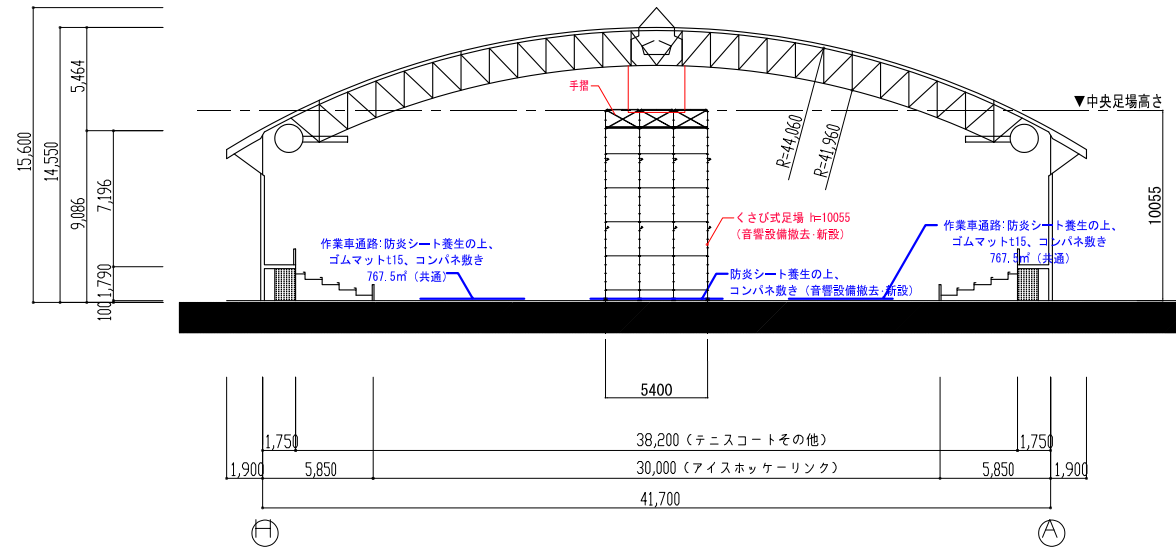 手摺
▼中央足場高さ
5,464
15,600
14,550
9,086
7,196
1,790
100
R=44,060
R=41,960
10055
くさび式足場 h=10055
(音響設備撤去・新設)
作業車通路:防炎シート養生の上、
ゴムマットt15、コンパネ敷き
767.5㎡(共通)
作業車通路:防炎シート養生の上、
ゴムマットt15、コンパネ敷き
767.5㎡(共通)
防炎シート養生の上、
コンパネ敷き(音響設備撤去・新設)
5400
1,750
38,200(テニスコートその他)
1,750
1,900
5,850
30,000(アイスホッケーリンク)
5,850
1,900
41,700
H
A